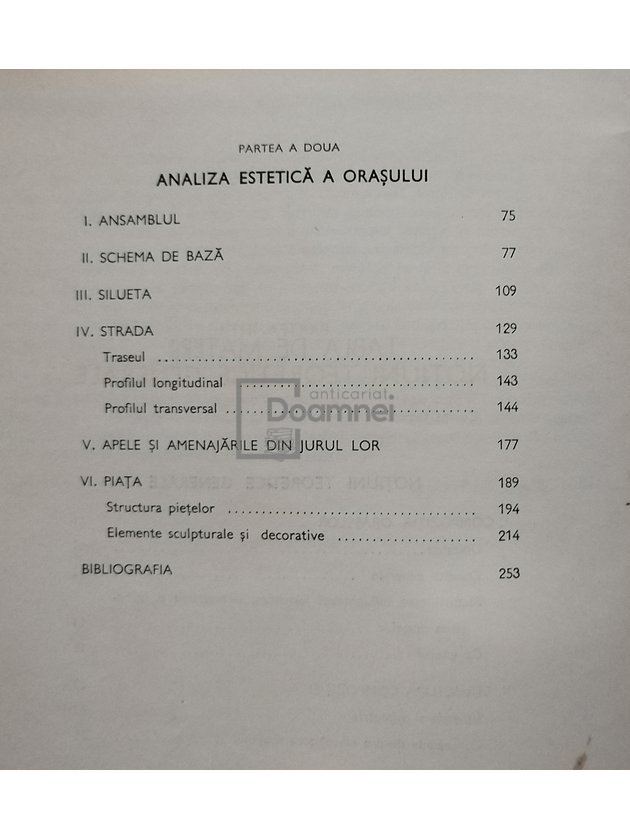 PARTEA A DOUA
ANALIZA ESTETICĂ A ORAȘULUI
I. ANSAMBLUL 75
II. SCHEMA DE BAZĂ 77
III. SILUETA 109
IV. STRADA 129
Traseul 133
Profilul longitudinal 143
anticariat
Doamnei
Profilul transversal 144
V. APELE ȘI AMENAJĂRILE DIN JURUL LOR 177
VI. PIAȚA 189
Structura piețelor 194
Elemente sculpturale și decorative 214
BIBLIOGRAFIA 253